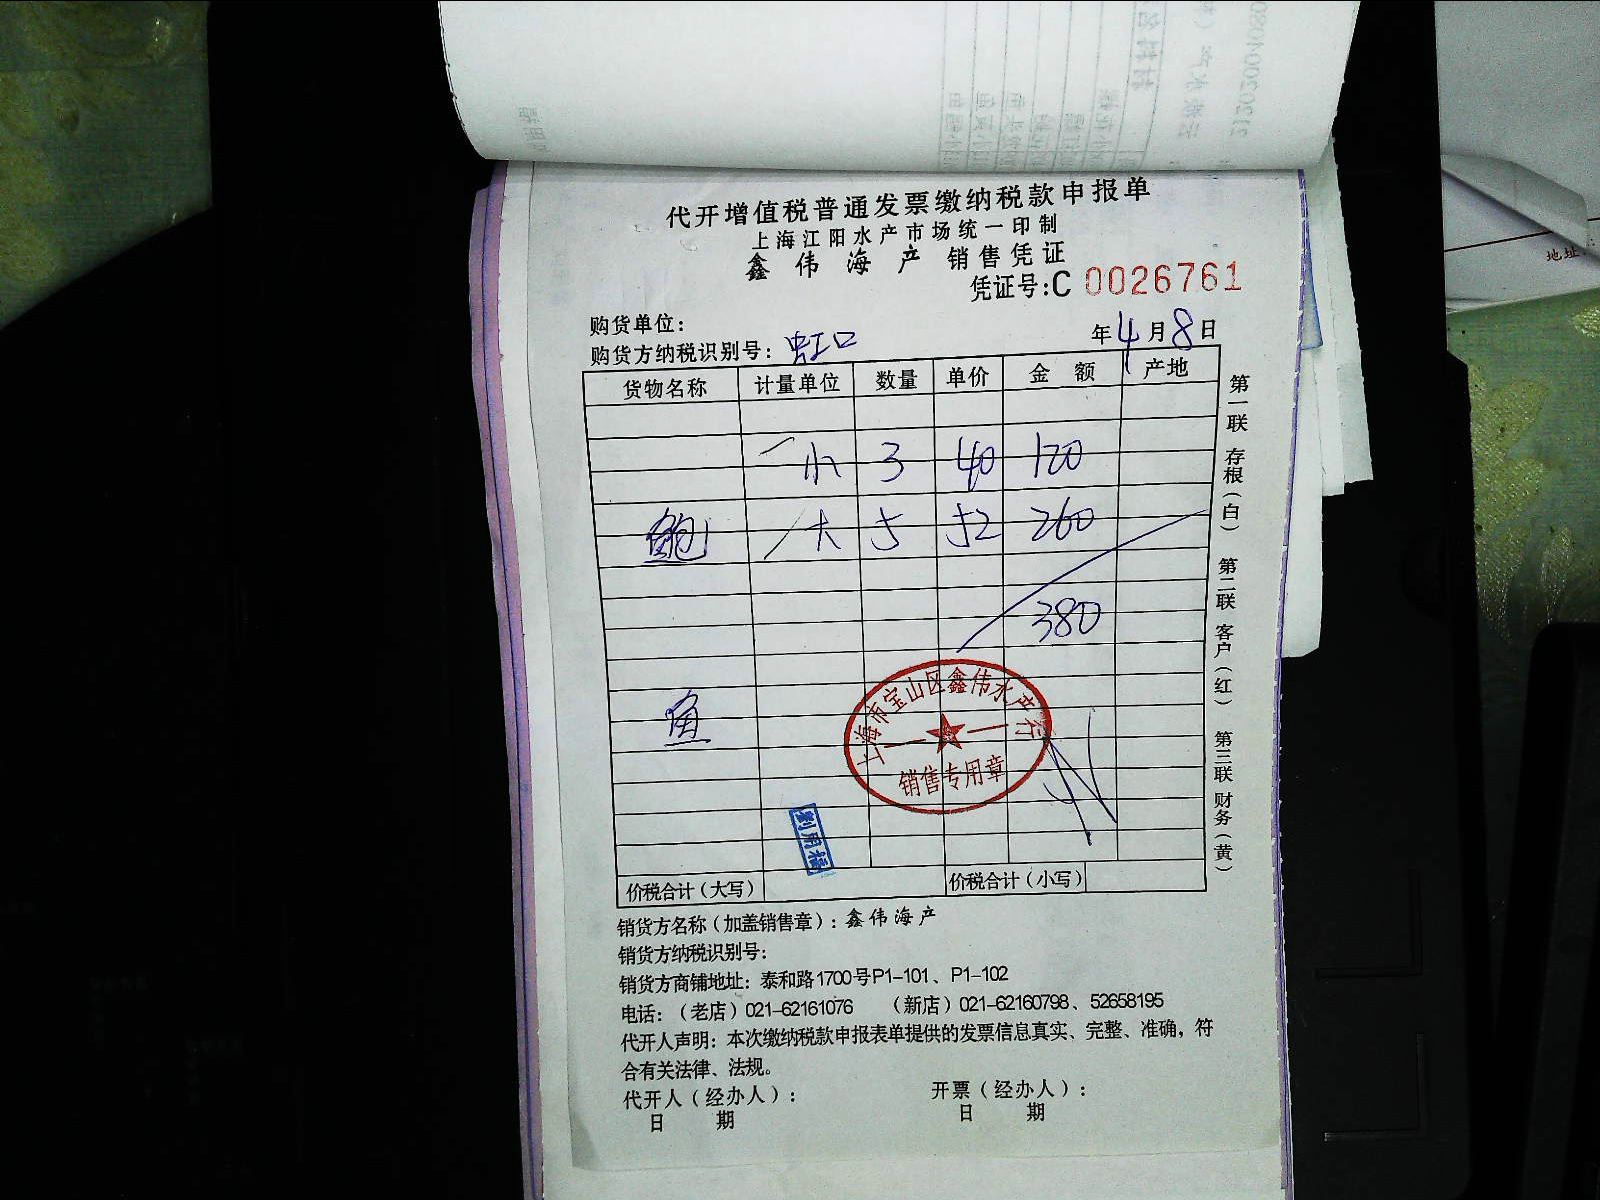 代开增值税普通发票缴纳税款申报单
上海江阳水产市场统一印制
鑫伟海产 销售凭证
凭证号:C 0026761
购货单位:
年4月8日
购货方纳税识别号: 虹口
货物名称 计量单位 数量 单价 金额 产地
小 3 40 120
鲍 大 5 52 260
380
鱼
上海市宝山区鑫伟水产行
销售专用章
价税合计(大写) 价税合计(小写)
第一联 存根(白) 第二联 客户(红) 第三联 财务(黄)
销货方名称(加盖销售章): 鑫伟海产
销货方纳税识别号:
销货方商铺地址: 泰和路1700号P1-101、P1-102
电话:(老店)021-62161076 (新店)021-62160798、52658195
代开人声明: 本次缴纳税款申报表单提供的发票信息真实、完整、准确,符
合有关法律、法规。
代开人(经办人): 开票(经办人):
日期 日期
地址